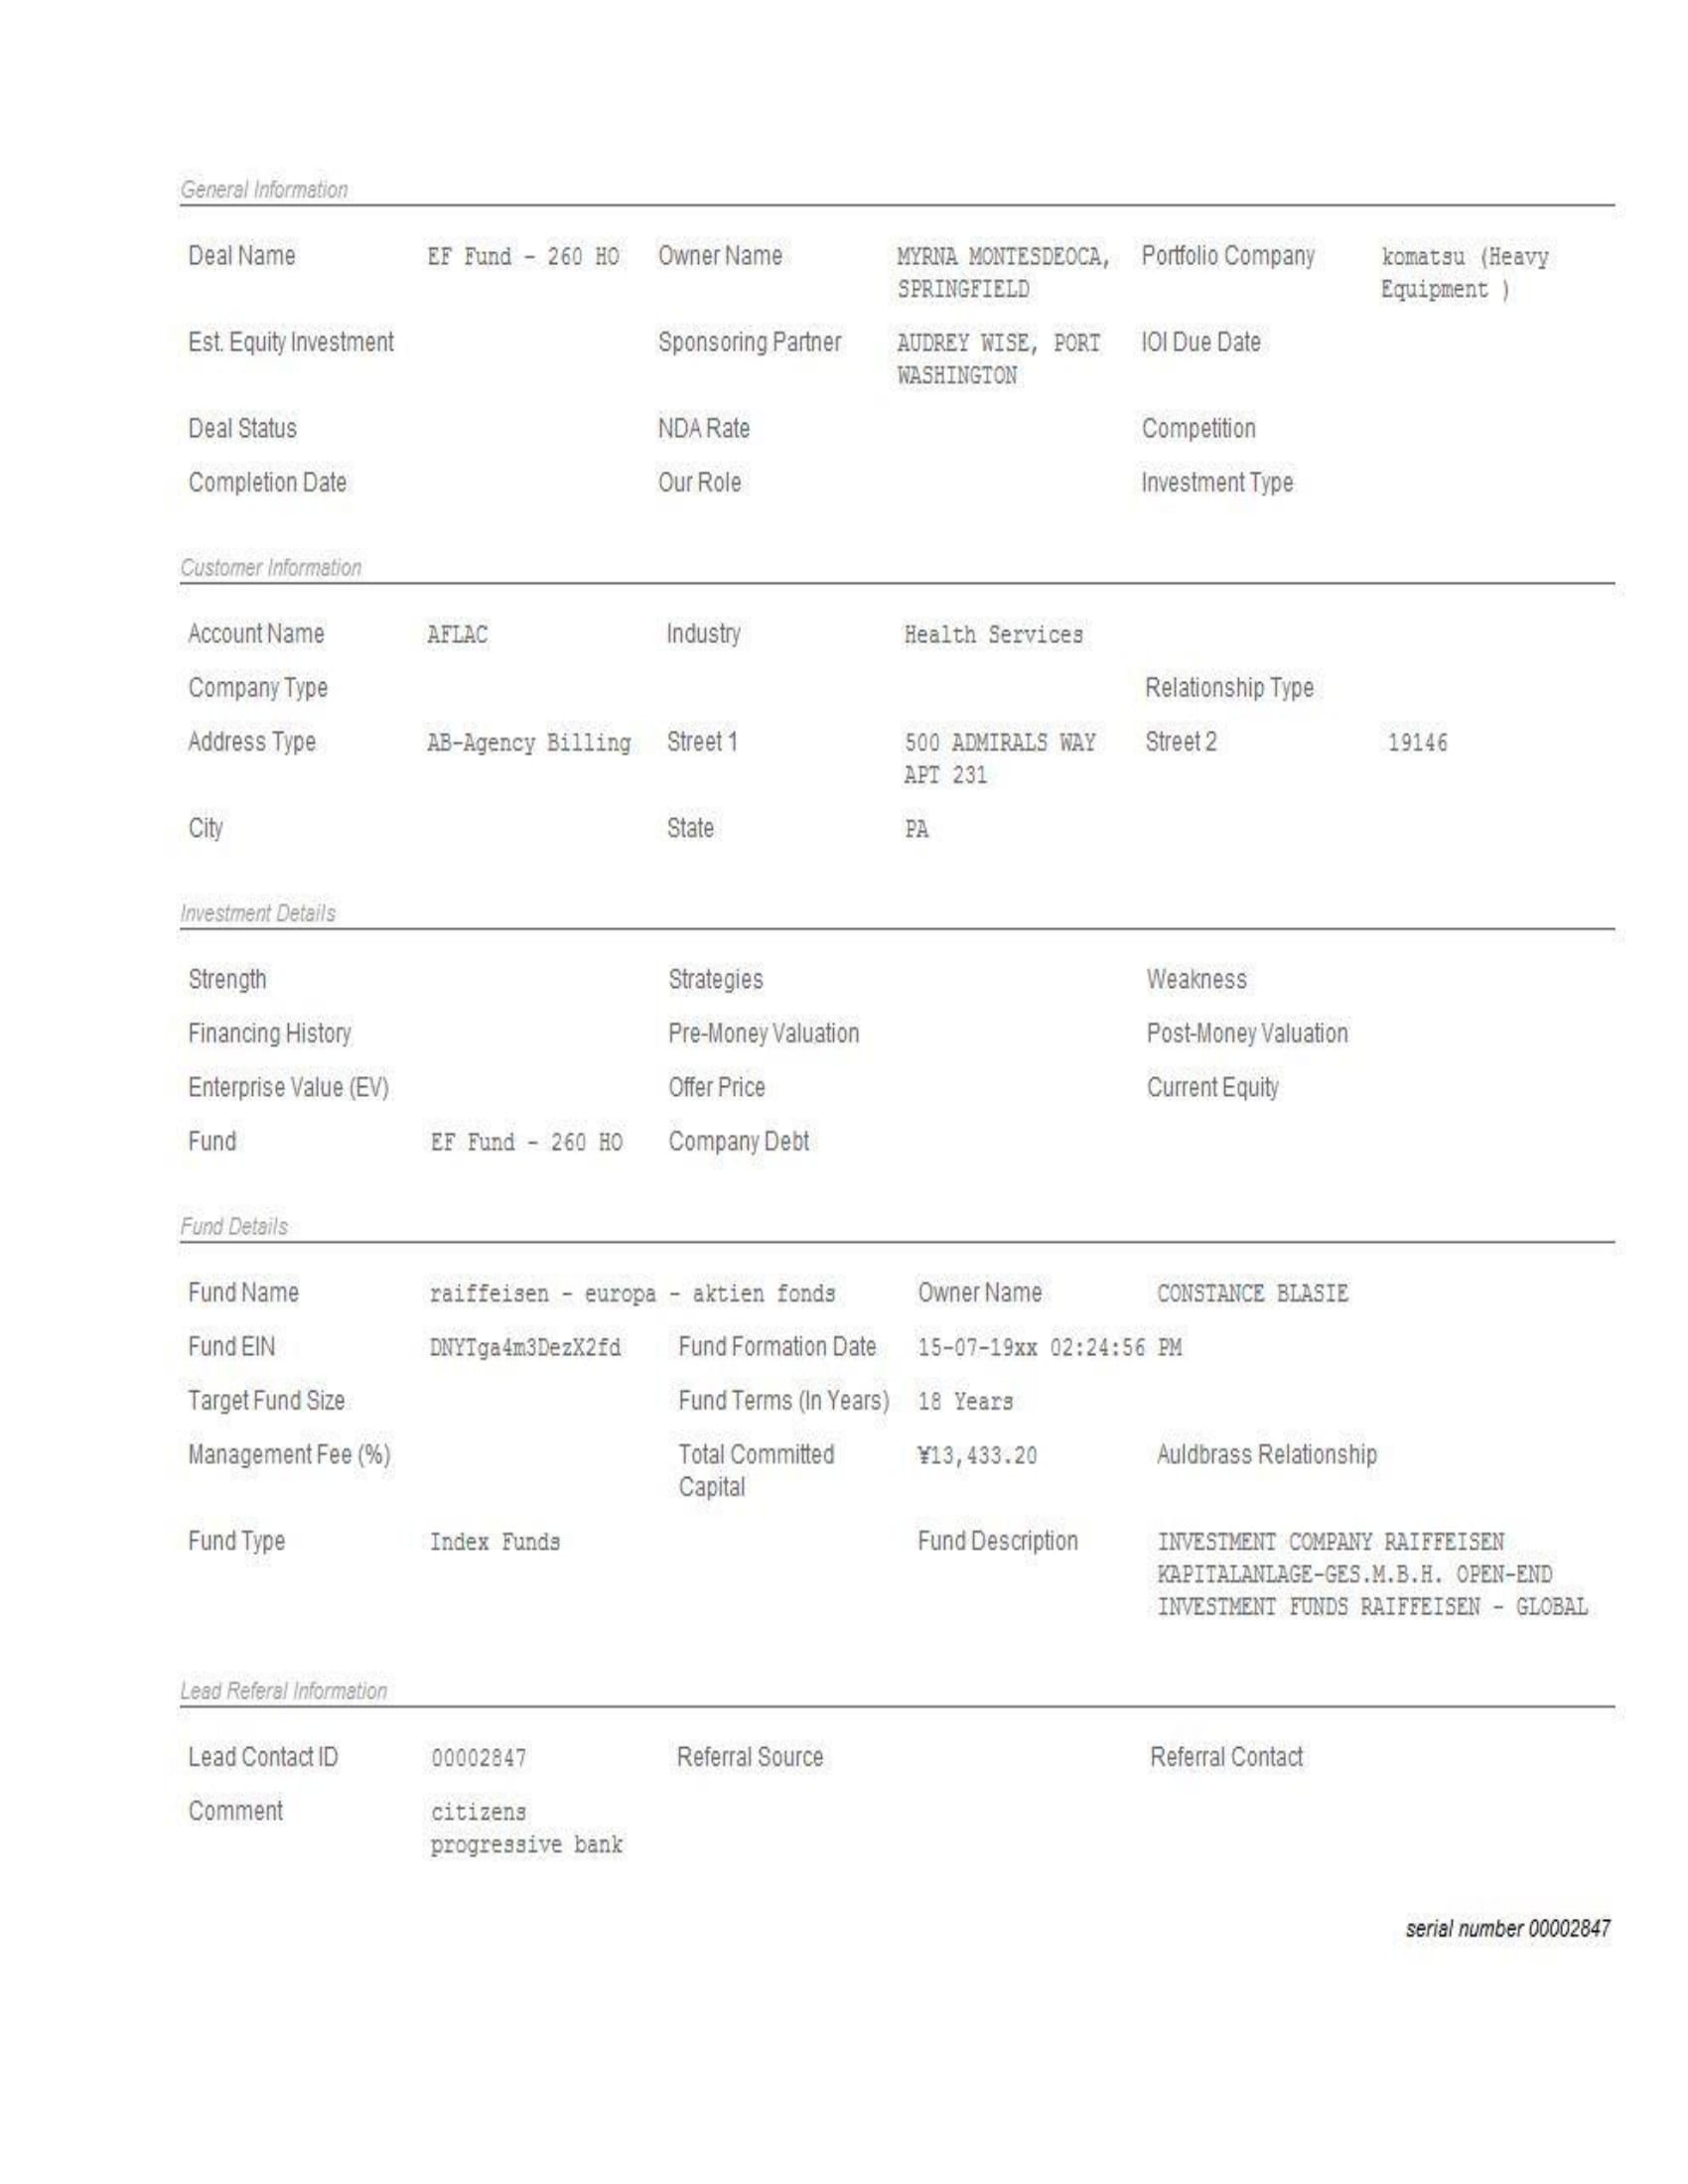 General Information
Deal Name EF Fund - 260 HO Owner Name MYRNA MONTESDEOCA, Portfolio Company komatsu (Heavy
SPRINGFIELD Equipment )
Est. Equity Investment Sponsoring Partner AUDREY WISE, PORT IOI Due Date
WASHINGTON
Deal Status NDA Rate Competition
Completion Date Our Role Investment Type
Customer Information
Account Name AFLAC Industry Health Services
Company Type Relationship Type
Address Type AB-Agency Billing Street 1 500 ADMIRALS WAY Street 2 19146
APT 231
City State PA
Investment Details
Strength Strategies Weakness
Financing History Pre-Money Valuation Post-Money Valuation
Enterprise Value (EV) Offer Price Current Equity
Fund EF Fund - 260 HO Company Debt
Fund Details
Fund Name raiffeisen - europa - aktien fonds Owner Name CONSTANCE BLASIE
Fund EIN DNYTga4m3DezX2fd Fund Formation Date 15-07-19xx 02:24:56 PM
Target Fund Size Fund Terms (In Years) 18 Years
Management Fee (%) Total Committed ¥13,433.20 Auldbrass Relationship
Capital
Fund Type Index Funds Fund Description INVESTMENT COMPANY RAIFFEISEN
KAPITALANLAGE-GES.M.B.H. OPEN-END
INVESTMENT FUNDS RAIFFEISEN - GLOBAL
Lead Referal Information
Lead Contact ID 00002847 Referral Source Referral Contact
Comment citizens
progressive bank
serial number 00002847